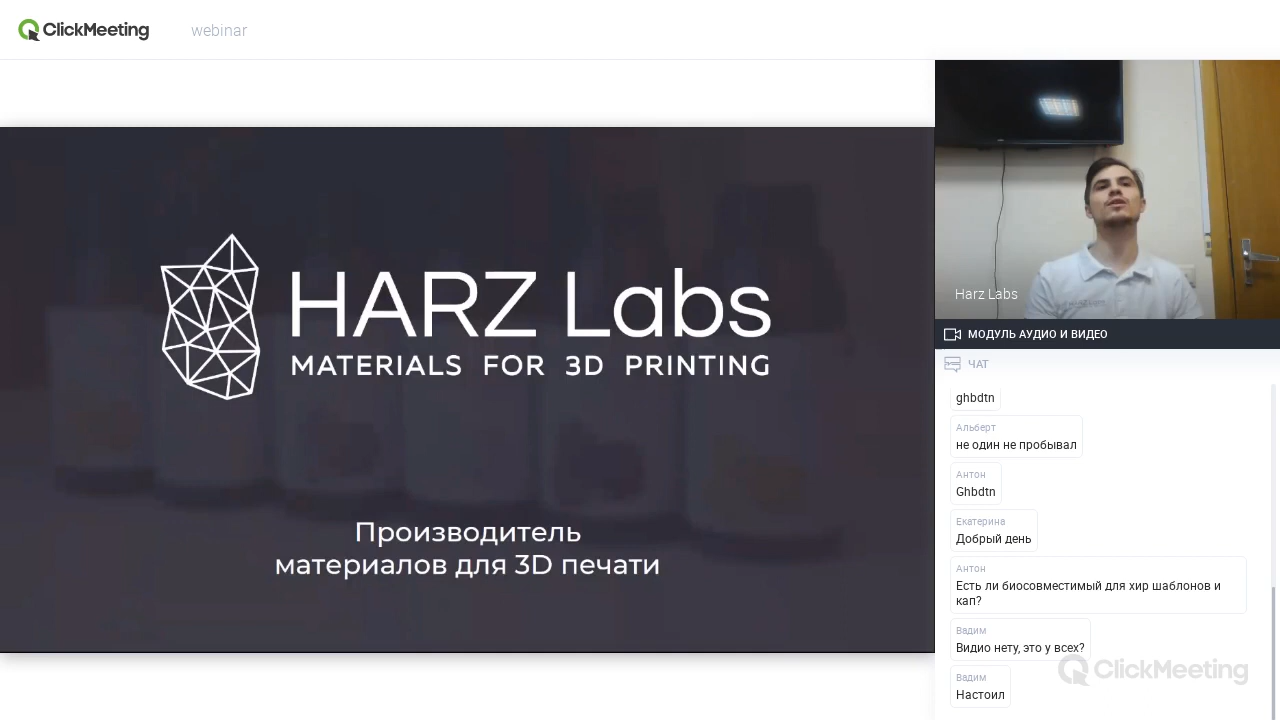 ClickMeeting
webinar
HARZ Labs
MATERIALS FOR 3D PRINTING
Производитель
материалов для 3D печати
Harz Labs
МОДУЛЬ АУДИО И ВИДЕО
ЧАТ
ghbdtn
Альберт
не один не пробывал
Антон
Ghbdtn
Екатерина
Добрый день
Антон
Есть ли биосовместимый для хир шаблонов и
кап?
Вадим
Видио нету, это у всех?
Вадим
Настоил
ClickMeeting